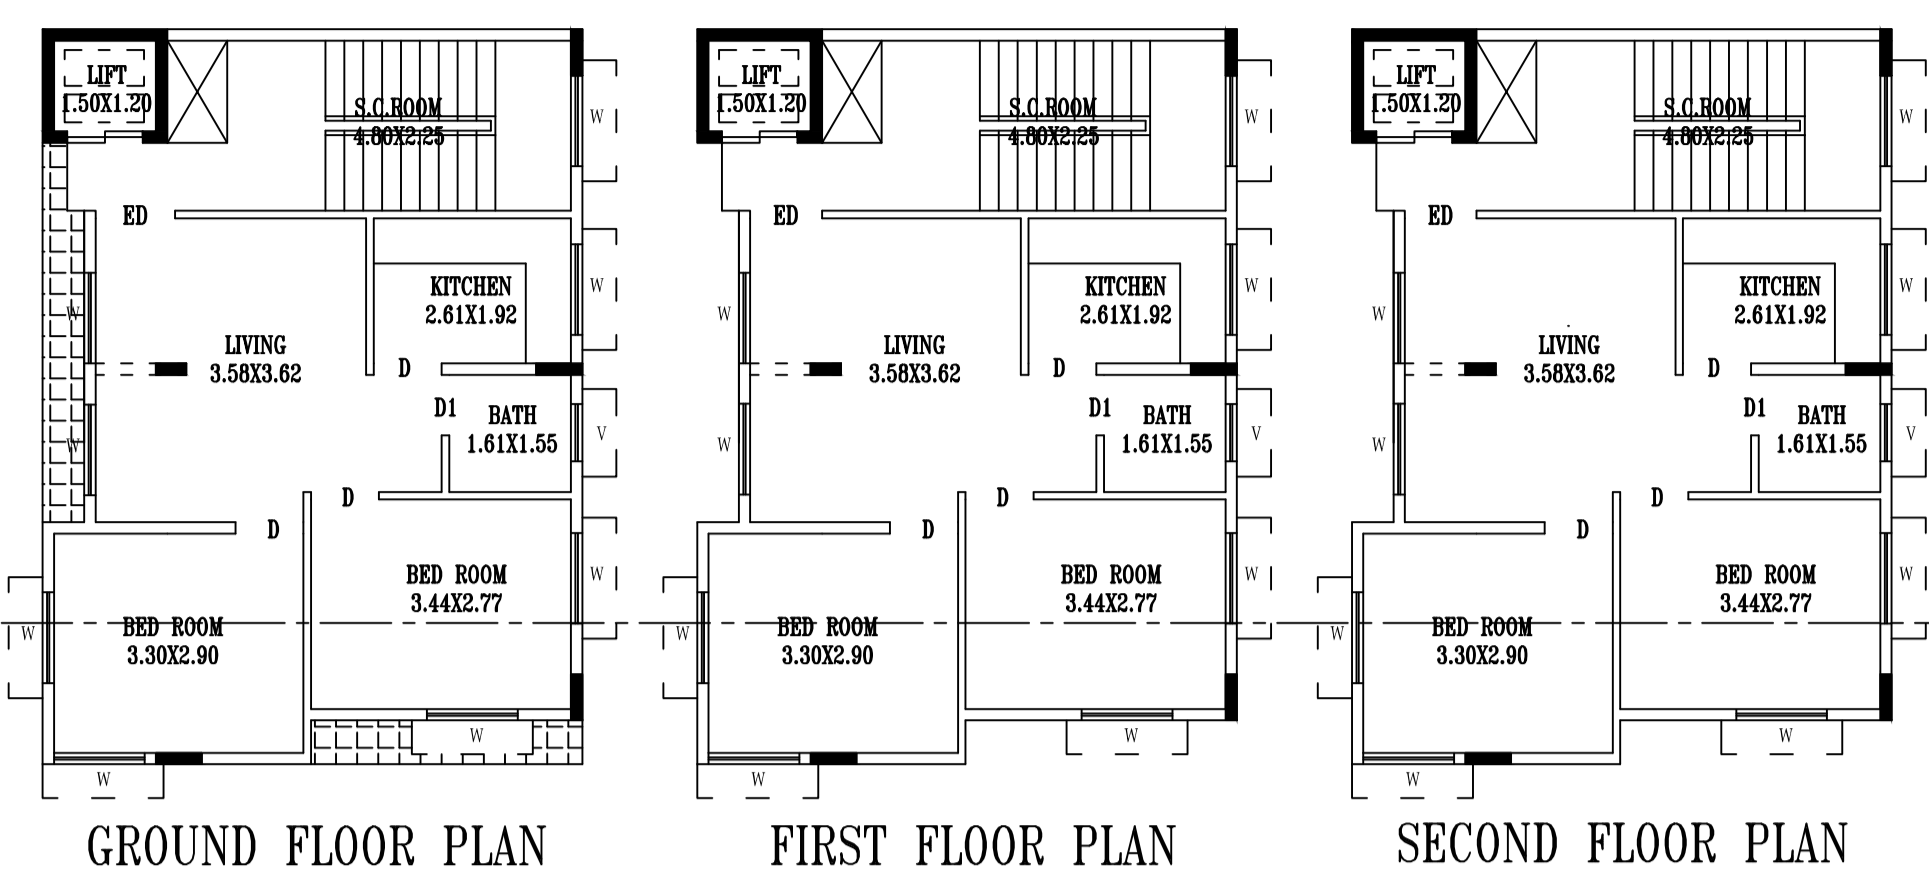 LIFT
1.50X1.20
S.C.ROOM
4.80X2.25
W
ED
KITCHEN
2.61X1.92
W
W
LIVING
3.58X3.62
D
D1
BATH
1.61X1.55
V
W
D
D
BED ROOM
3.44X2.77
W
BED ROOM
3.30X2.90
W
W
W
GROUND FLOOR PLAN
LIFT
1.50X1.20
S.C.ROOM
4.80X2.25
W
ED
KITCHEN
2.61X1.92
W
W
LIVING
3.58X3.62
D
D1
BATH
1.61X1.55
V
W
D
D
BED ROOM
3.44X2.77
W
BED ROOM
3.30X2.90
W
W
W
FIRST FLOOR PLAN
LIFT
1.50X1.20
S.C.ROOM
4.80X2.25
W
ED
KITCHEN
2.61X1.92
W
W
LIVING
3.58X3.62
D
D1
BATH
1.61X1.55
V
W
D
D
BED ROOM
3.44X2.77
W
BED ROOM
3.30X2.90
W
W
W
SECOND FLOOR PLAN